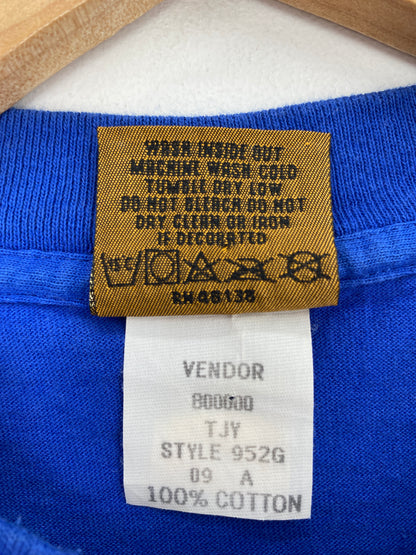 WASH INSIDE OUT
MACHINE WASH COLD
TUMBLE DRY LOW
DO NOT BLEACH DO NOT
DRY CLEAN OR IRON
IF DECORATED
RN46138
VENDOR
800000
TJY
STYLE 952G
09 A
100% COTTON